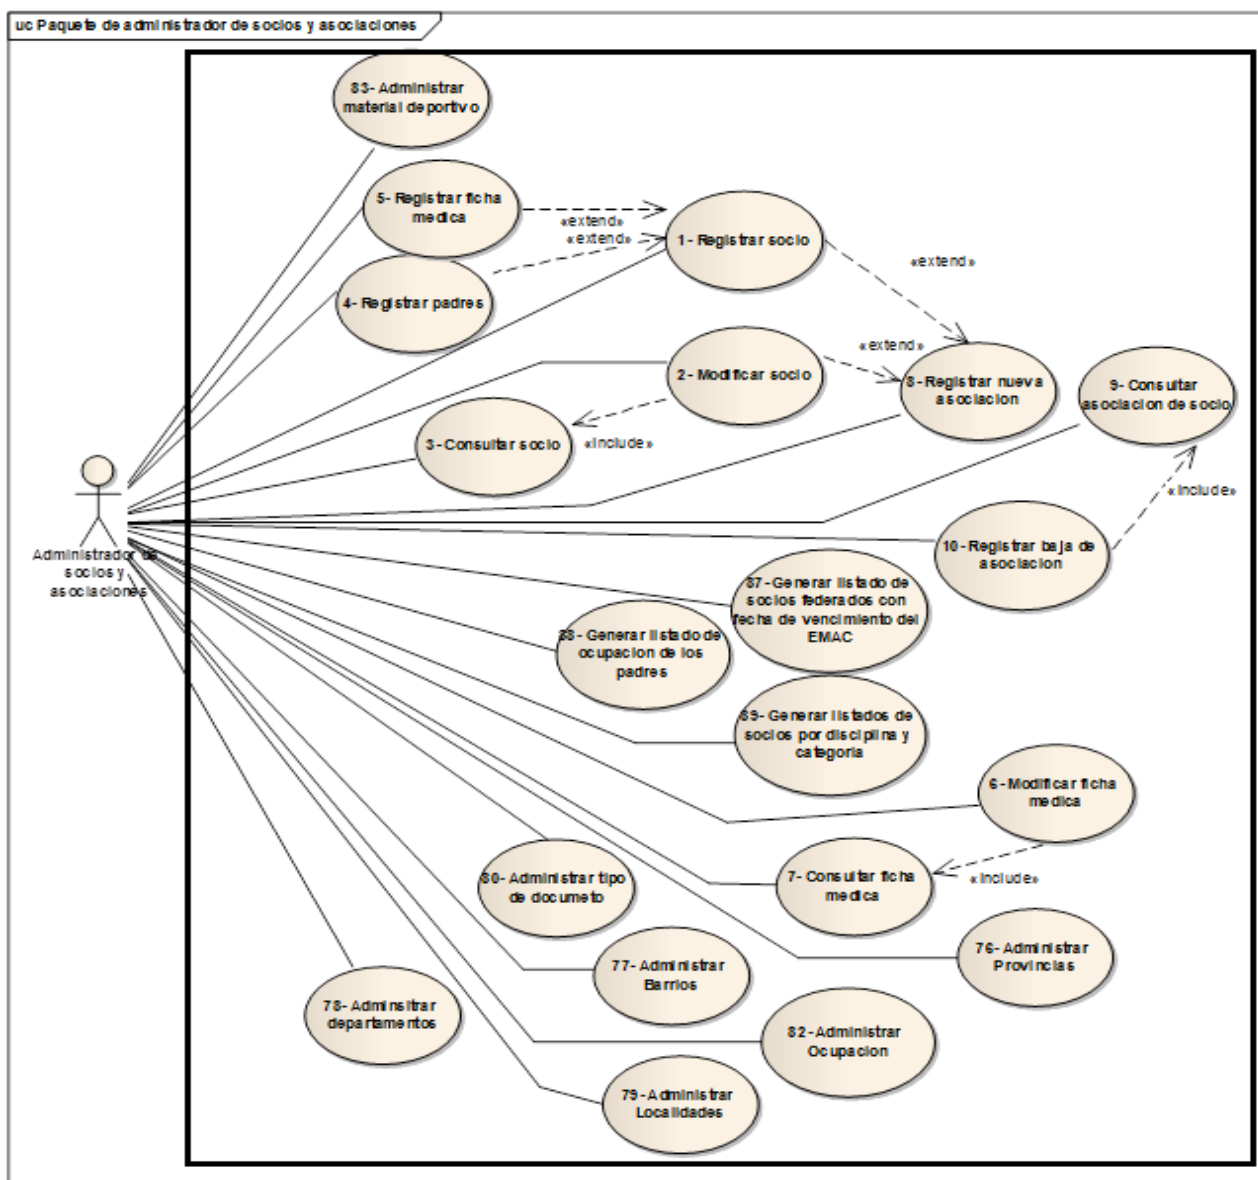 uc Paquete de administrador de socios y asociaciones
83- Administrar
material deportivo
5- Registrar ficha
medica
«extend»
«extend»
1- Registrar socio
4- Registrar padres
«extend»
2- Modificar socio
«extend»
8- Registrar nueva
asociacion
9- Consultar
asociacion de socio
3- Consultar socio
«include»
«include»
Administrador de
socios y
asociaciones
10- Registrar baja de
asociacion
87- Generar listado de
socios federados con
fecha de vencimiento del
EMAC
88- Generar listado de
ocupacion de los
padres
89- Generar listados de
socios por disciplina y
categoria
6- Modificar ficha
medica
80- Administrar tipo
de documeto
7- Consultar ficha
medica
«include»
77- Administrar
Barrios
76- Administrar
Provincias
78- Adminsitrar
departamentos
82- Administrar
Ocupacion
79- Administrar
Localidades